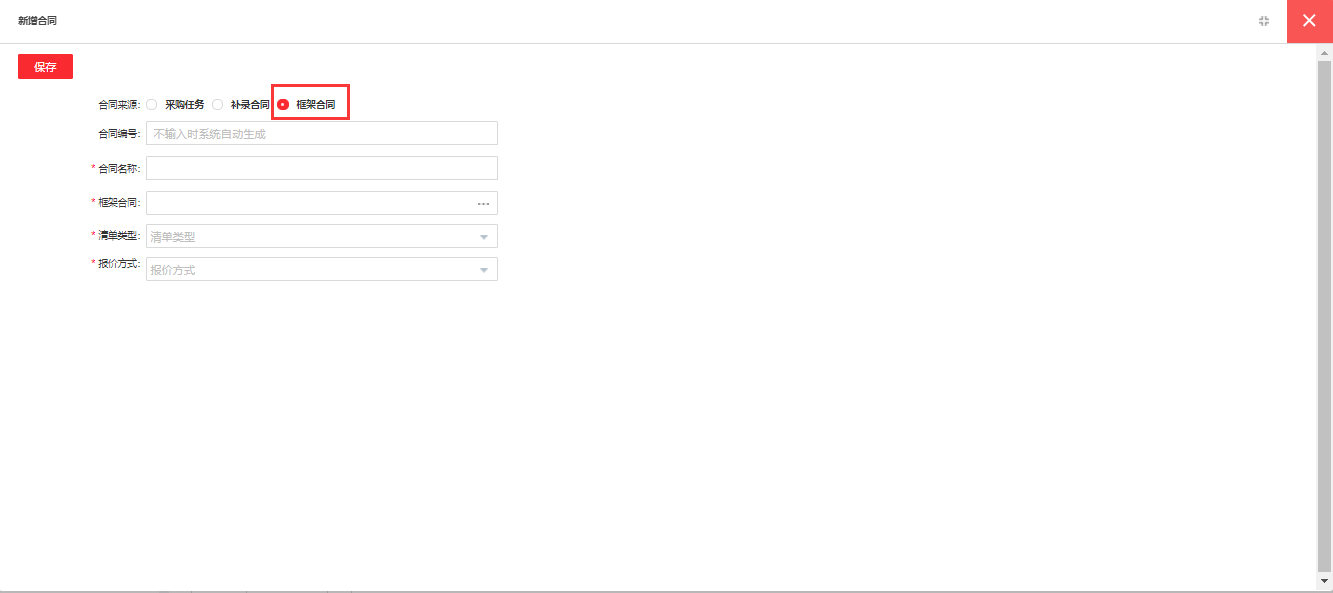 新增合同
保存
合同来源: 采购任务 补录合同 框架合同
合同编号: 不输入时系统自动生成
* 合同名称:
* 框架合同: ...
* 清单类型: 清单类型
* 报价方式: 报价方式